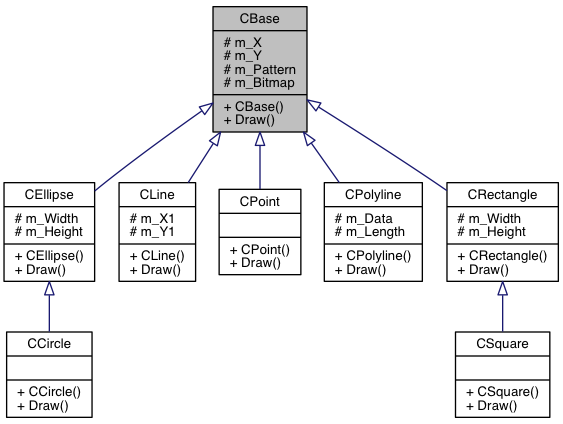 CBase
# m_X
# m_Y
# m_Pattern
# m_Bitmap
+ CBase()
+ Draw()
CEllipse
# m_Width
# m_Height
+ CEllipse()
+ Draw()
CLine
# m_X1
# m_Y1
+ CLine()
+ Draw()
CPoint
+ CPoint()
+ Draw()
CPolyline
# m_Data
# m_Length
+ CPolyline()
+ Draw()
CRectangle
# m_Width
# m_Height
+ CRectangle()
+ Draw()
CCircle
+ CCircle()
+ Draw()
CSquare
+ CSquare()
+ Draw()